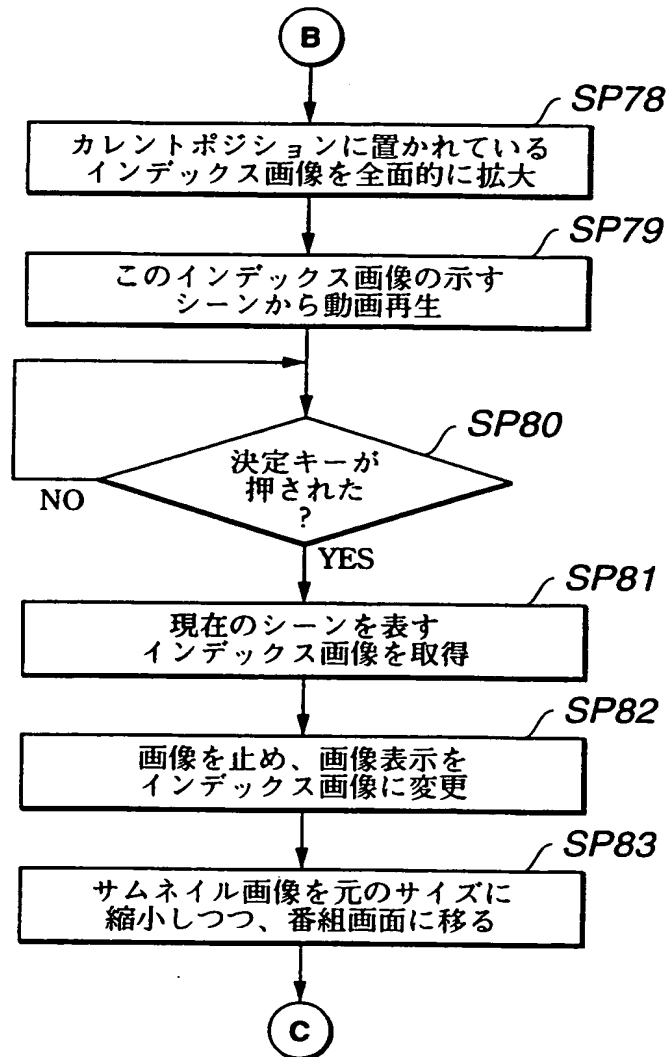 B
SP78
カレントポジションに置かれている
インデックス画像を全面的に拡大
SP79
このインデックス画像の示す
シーンから動画再生
SP80
決定キーが
押された
?
NO
YES
SP81
現在のシーンを表す
インデックス画像を取得
SP82
画像を止め、画像表示を
インデックス画像に変更
SP83
サムネイル画像を元のサイズに
縮小しつつ、番組画面に移る
C